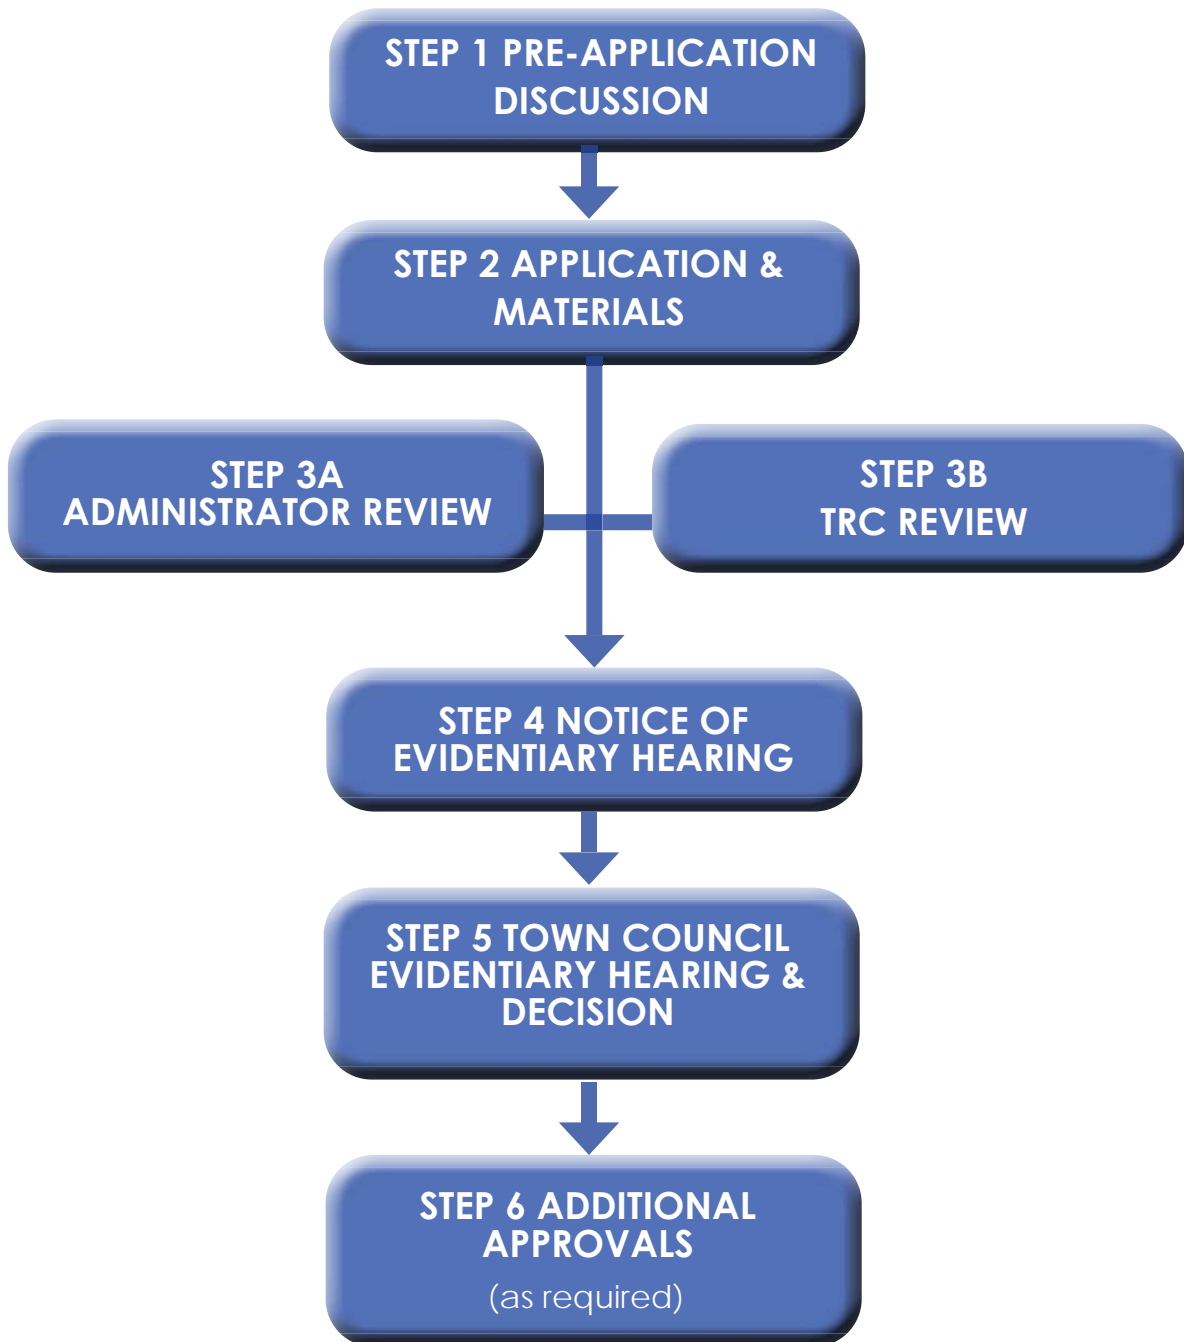 STEP 1 PRE-APPLICATION
DISCUSSION
STEP 2 APPLICATION &
MATERIALS
STEP 3A
ADMINISTRATOR REVIEW
STEP 3B
TRC REVIEW
STEP 4 NOTICE OF
EVIDENTIARY HEARING
STEP 5 TOWN COUNCIL
EVIDENTIARY HEARING &
DECISION
STEP 6 ADDITIONAL
APPROVALS
(as required)